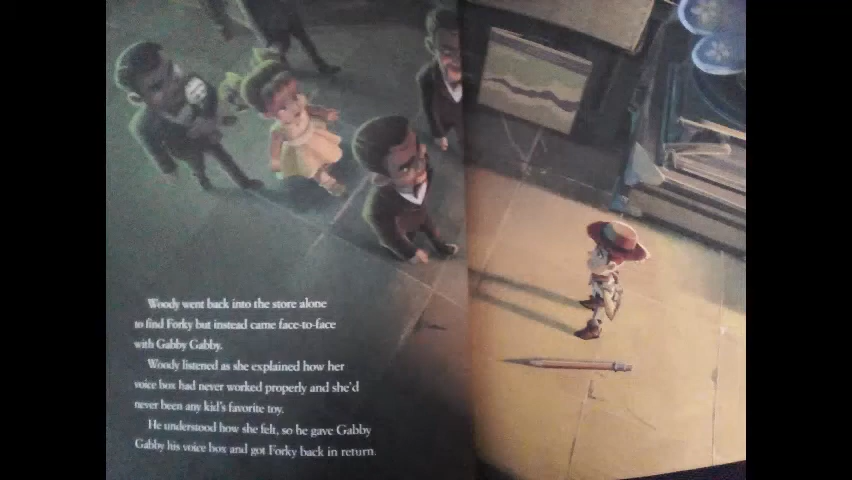 Woody went back into the store alone
to find Forky but instead came face-to-face
with Gabby Gabby.
Woody listened as she explained how her
voice box had never worked properly and she'd
never been any kid's favorite toy.
He understood how she felt, so he gave Gabby
Gabby his voice box and got Forky back in return.